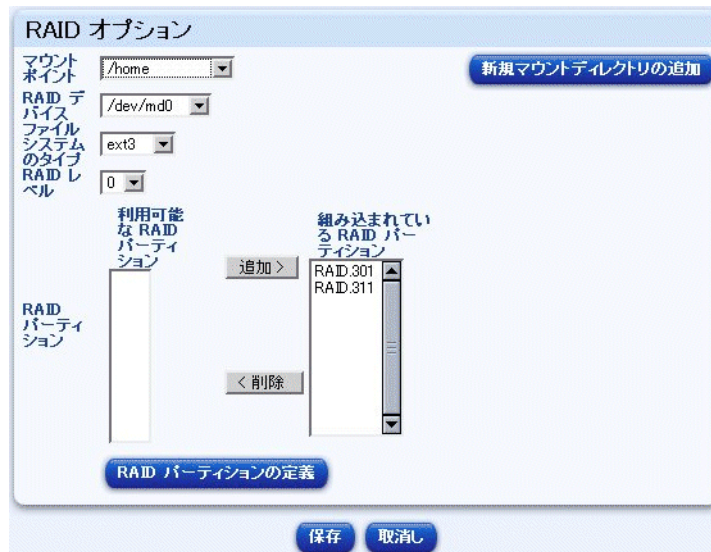 RAID オプション
マウント
ポイント
/home
新規マウントディレクトリの追加
RAID デ
バイス
/dev/md0
ファイル
システム
のタイプ
ext3
RAID レ
ベル
0
利用可能
な RAID
パーティ
ション
組み込まれてい
る RAID パー
ティション
追加 >
RAID.301
RAID.311
RAID
パーティ
ション
< 削除
RAID パーティションの定義
保存
取消し